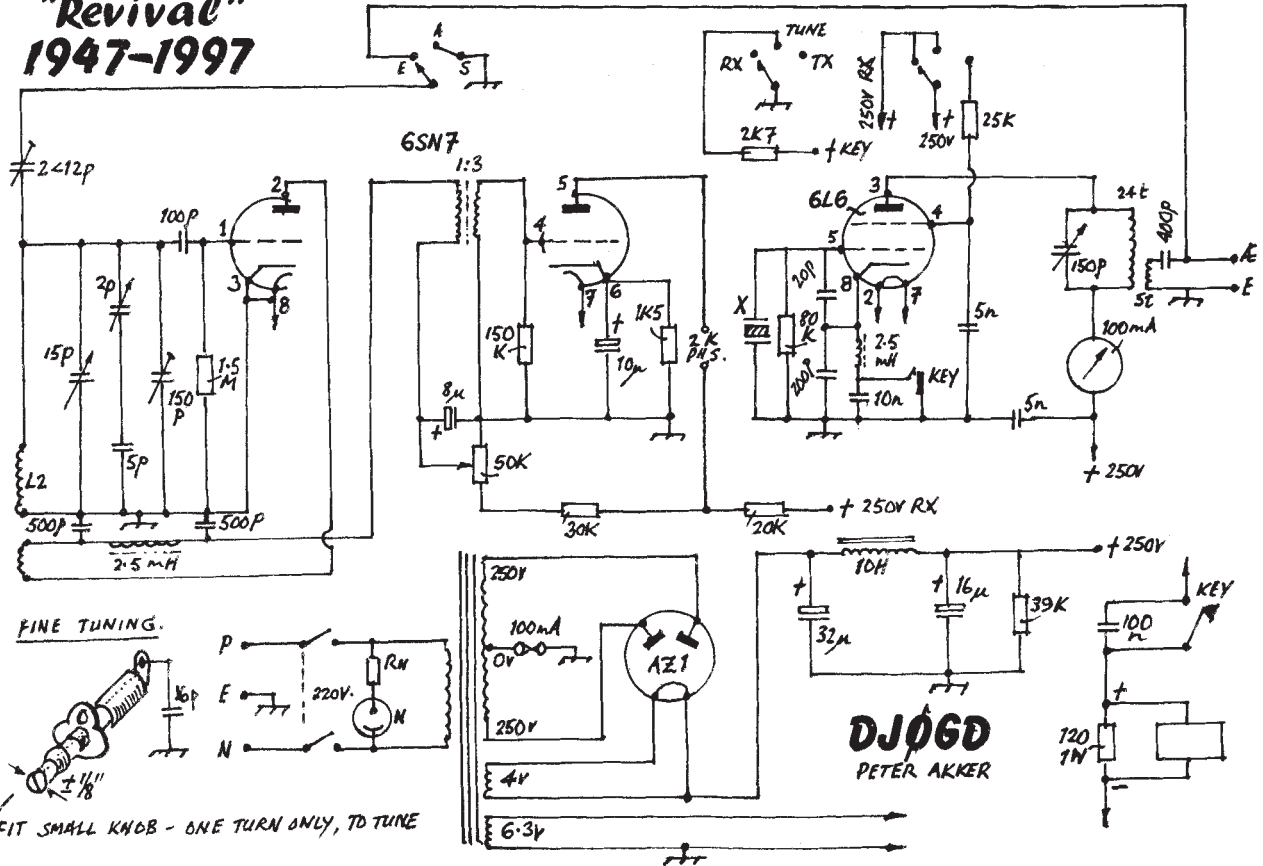 "Revival"
1947-1997
A
E
S
TUNE
RX
TX
2K7
+ KEY
250V RX
+
+
250V
25K
2<12p
6SN7
1:3
2
100p
1
3
8
2p
15p
150
p
1.5
M
5p
L2
500p
500p
2.5 mH
5
4
7
6
150
K
+
10µ
1K5
2K
PHS.
8µ
+
50K
30K
20K
+ 250V RX
6L6
3
4
5
8
2
7
X
80
K
20p
200p
2.5
mH
10n
KEY
5n
5n
24t
150p
5t
400p
Æ
E
100mA
+ 250V
FINE TUNING.
± 1/8"
FIT SMALL KNOB - ONE TURN ONLY, TO TUNE
P
E
N
220V.
N
250V
100mA
0V
250V
4V
6.3V
AZ1
+
32µ
10H
+
16µ
39K
+ 250V
KEY
100
n
+
120
1W
-
DJØGD
PETER AKKER